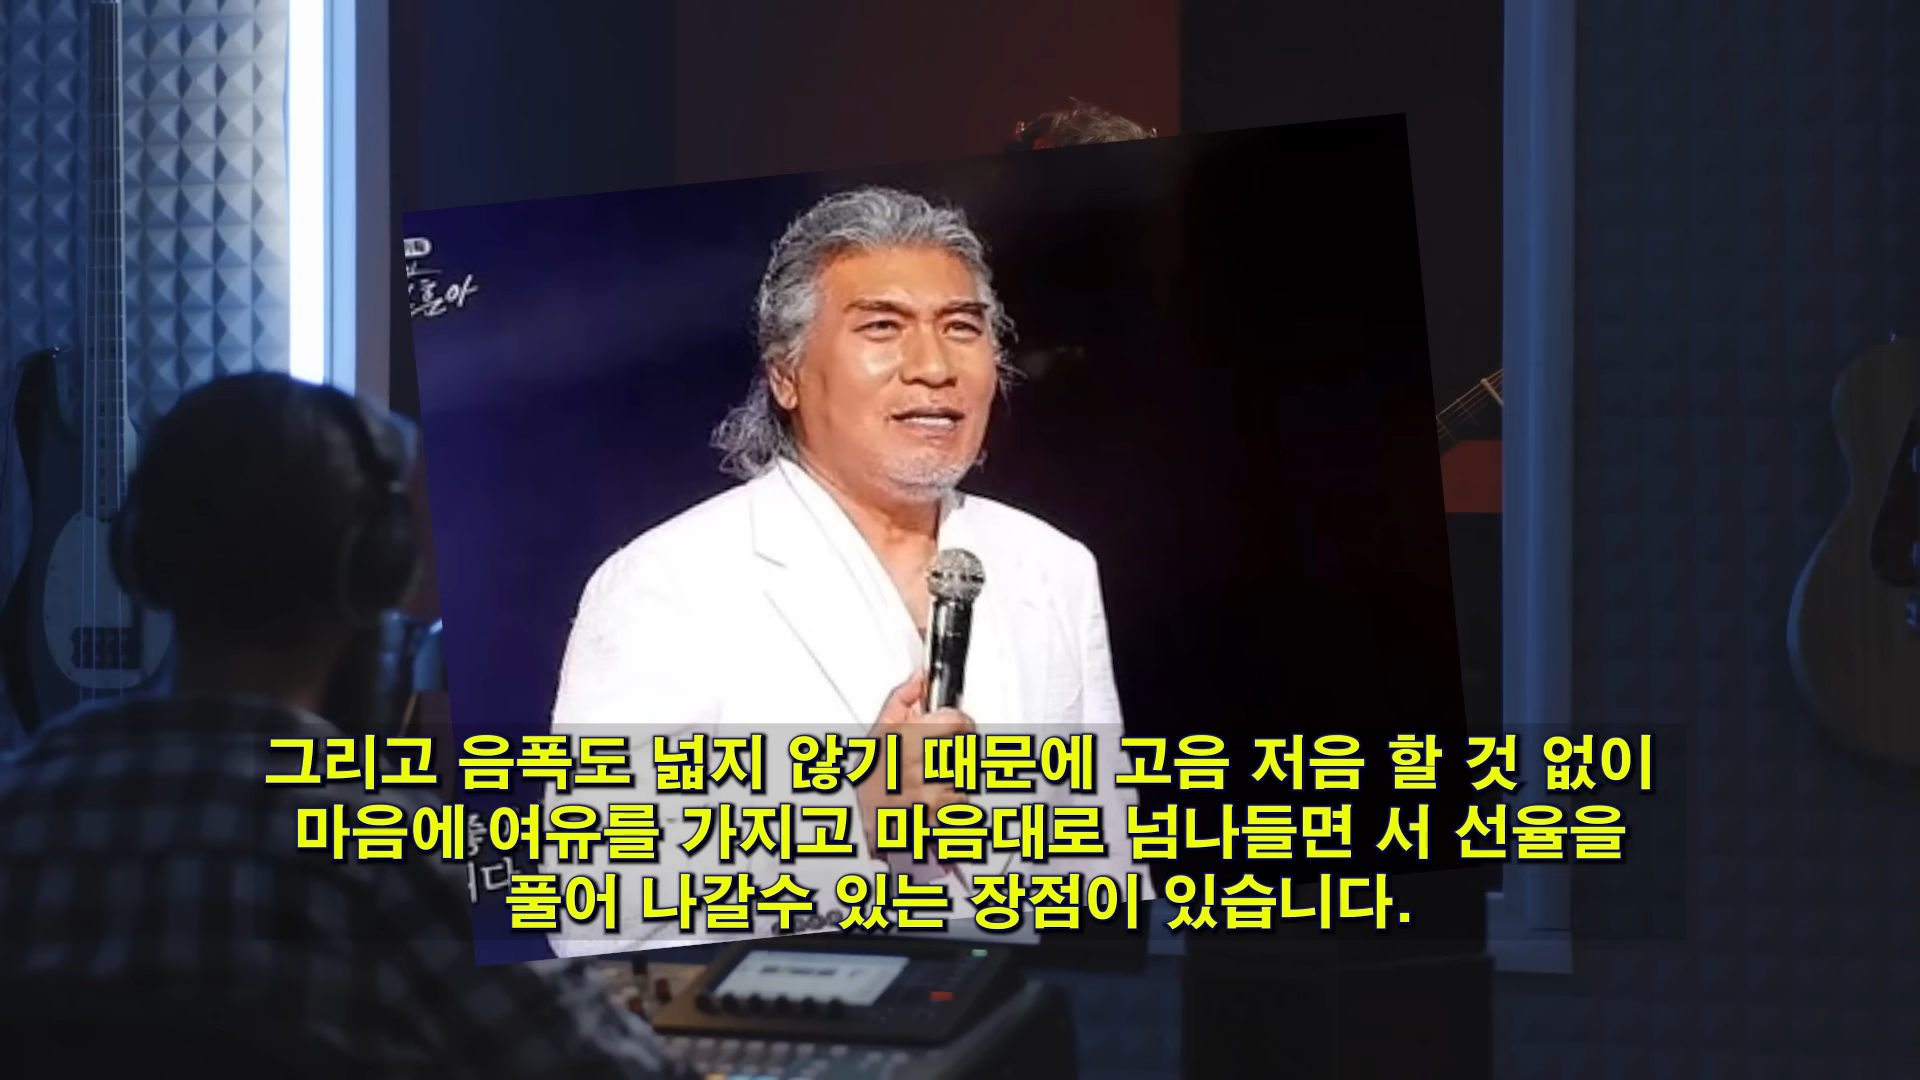 훈아
그리고 음폭도 넓지 않기 때문에 고음 저음 할 것 없이
마음에 여유를 가지고 마음대로 넘나들면 서 선율을
풀어 나갈수 있는 장점이 있습니다.